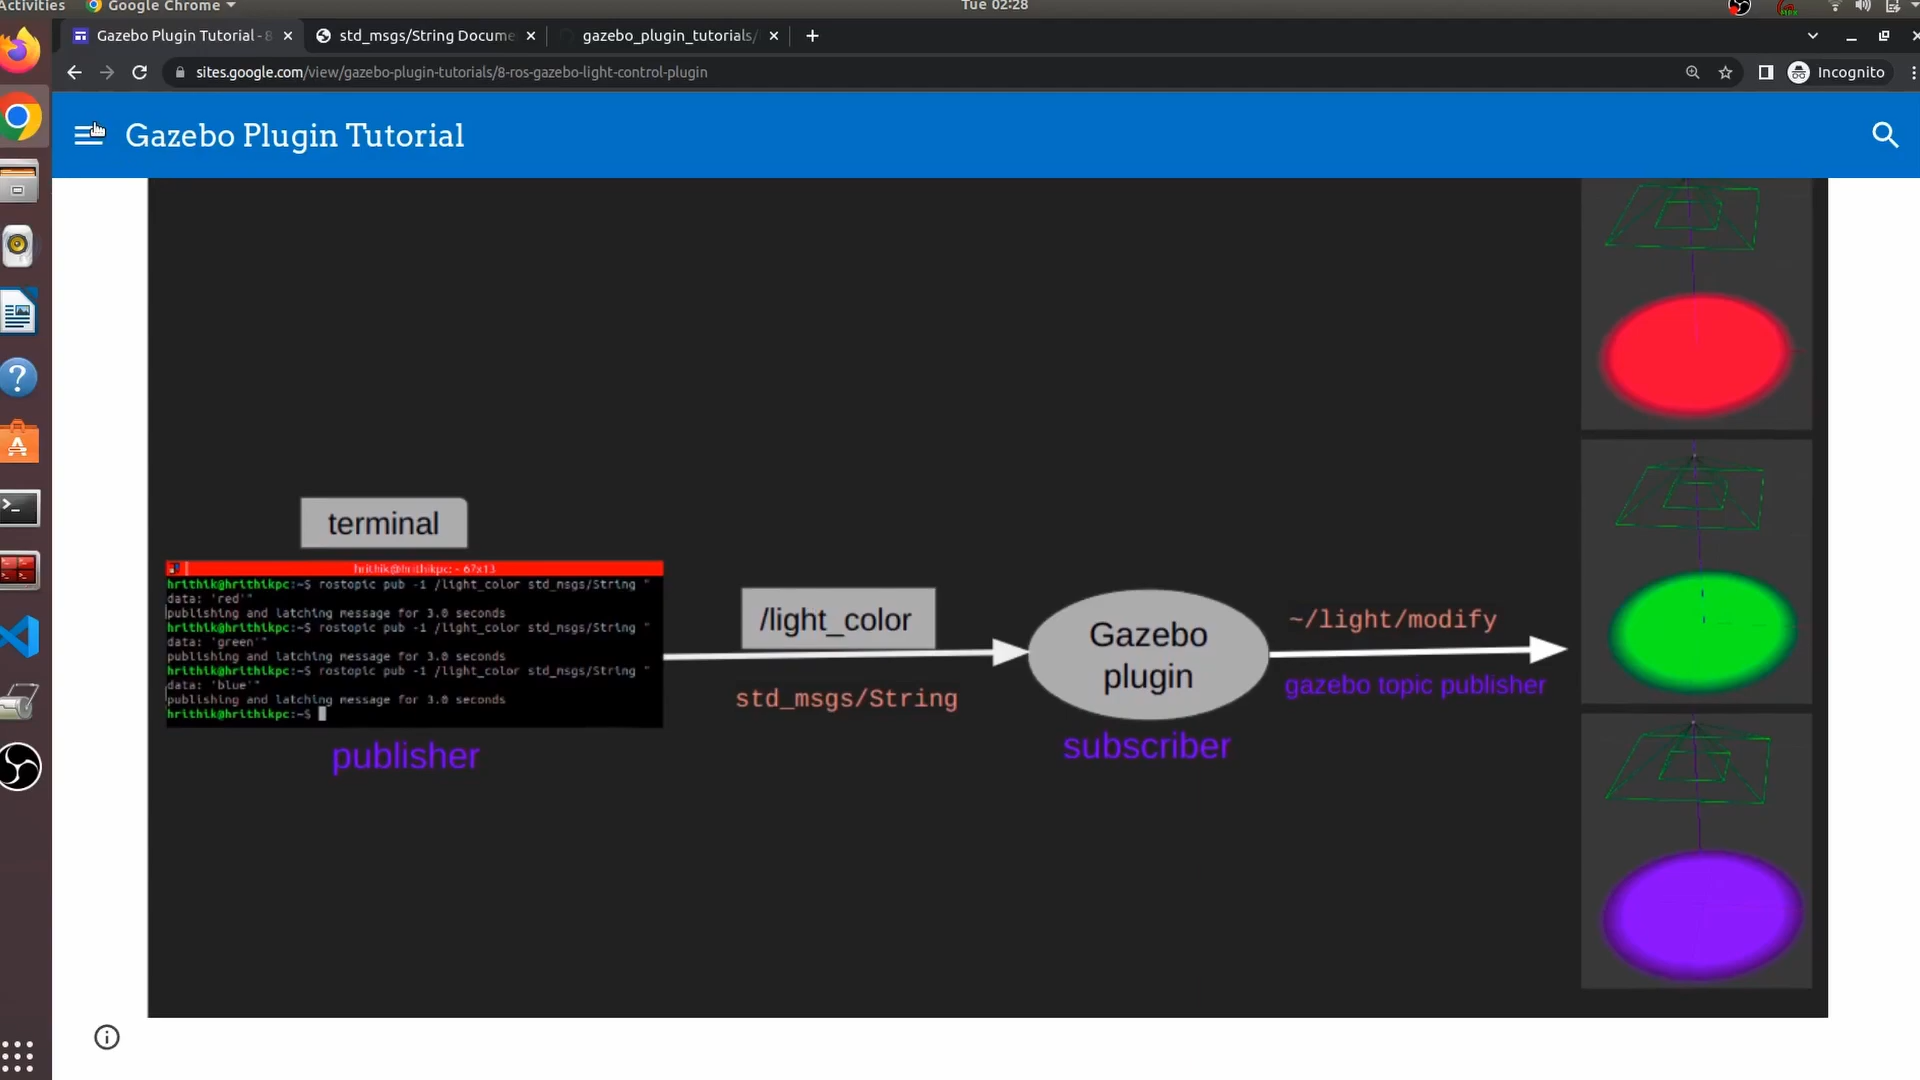 Activities
Google Chrome
Tue 02:28
Gazebo Plugin Tutorial - 8
std_msgs/String Docume
gazebo_plugin_tutorials/
sites.google.com/view/gazebo-plugin-tutorials/8-ros-gazebo-light-control-plugin
Incognito
Gazebo Plugin Tutorial
terminal
hrithik@hrithikpc: ~ 67x13
hrithik@hrithikpc:~$ rostopic pub -1 /light_color std_msgs/String "
data: 'red'"
publishing and latching message for 3.0 seconds
hrithik@hrithikpc:~$ rostopic pub -1 /light_color std_msgs/String "
data: 'green'"
publishing and latching message for 3.0 seconds
hrithik@hrithikpc:~$ rostopic pub -1 /light_color std_msgs/String "
data: 'blue'"
publishing and latching message for 3.0 seconds
hrithik@hrithikpc:~$
publisher
/light_color
std_msgs/String
Gazebo
plugin
subscriber
~/light/modify
gazebo topic publisher